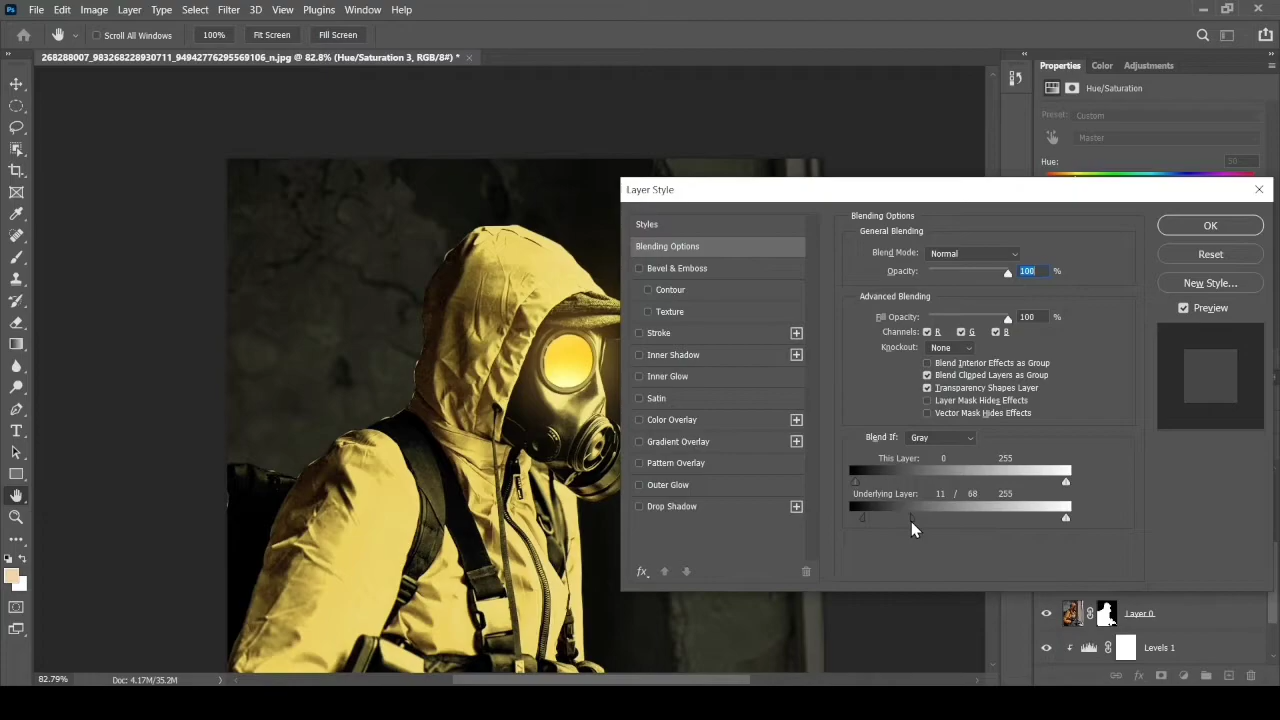 Ps File Edit Image Layer Type Select Filter 3D View Plugins Window Help
Scroll All Windows 100% Fit Screen Fill Screen
268288007_983268228930711_94942776295569106_n.jpg @ 82.8% (Hue/Saturation 3, RGB/8#) *
Properties Color Adjustments
Hue/Saturation
Preset: Custom
Master
Hue: 50
Layer Style
Styles
Blending Options
Bevel & Emboss
Contour
Texture
Stroke
Inner Shadow
Inner Glow
Satin
Color Overlay
Gradient Overlay
Pattern Overlay
Outer Glow
Drop Shadow
fx
Blending Options
General Blending
Blend Mode: Normal
Opacity: 100 %
Advanced Blending
Fill Opacity: 100 %
Channels: R G B
Knockout: None
Blend Interior Effects as Group
Blend Clipped Layers as Group
Transparency Shapes Layer
Layer Mask Hides Effects
Vector Mask Hides Effects
Blend If: Gray
This Layer: 0 255
Underlying Layer: 11 / 68 255
OK
Reset
New Style...
Preview
Layer 0
Levels 1
fx
82.79% Doc: 4.17M/35.2M